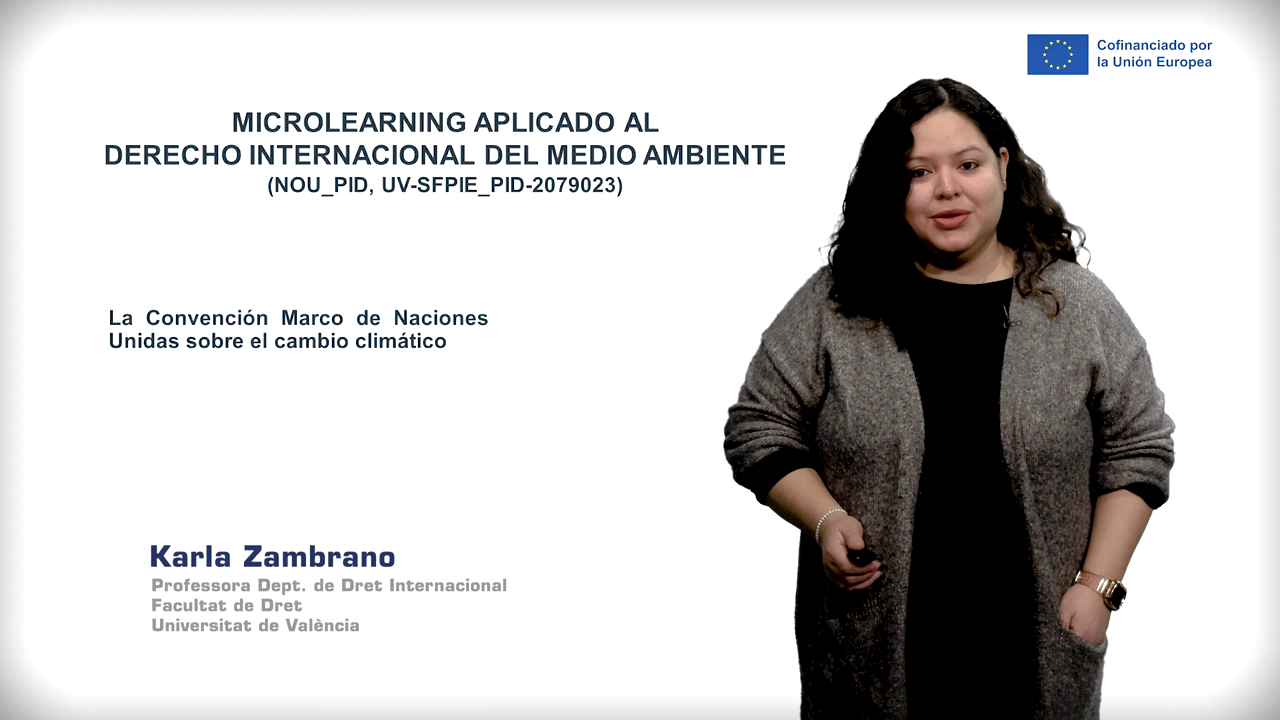 Cofinanciado por
la Unión Europea
MICROLEARNING APLICADO AL
DERECHO INTERNACIONAL DEL MEDIO AMBIENTE
(NOU_PID, UV-SFPIE_PID-2079023)
La Convención Marco de Naciones
Unidas sobre el cambio climático
Karla Zambrano
Professora Dept. de Dret Internacional
Facultat de Dret
Universitat de València